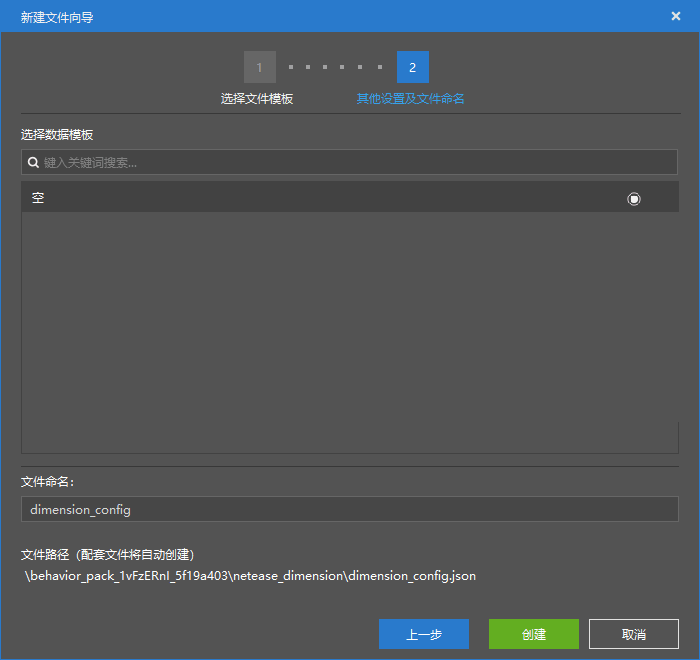 新建文件向导
1
2
选择文件模板
其他设置及文件命名
选择数据模板
键入关键词搜索...
空
文件命名:
dimension_config
文件路径（配套文件将自动创建）
\behavior_pack_1vFzERnI_5f19a403\netease_dimension\dimension_config.json
上一步
创建
取消